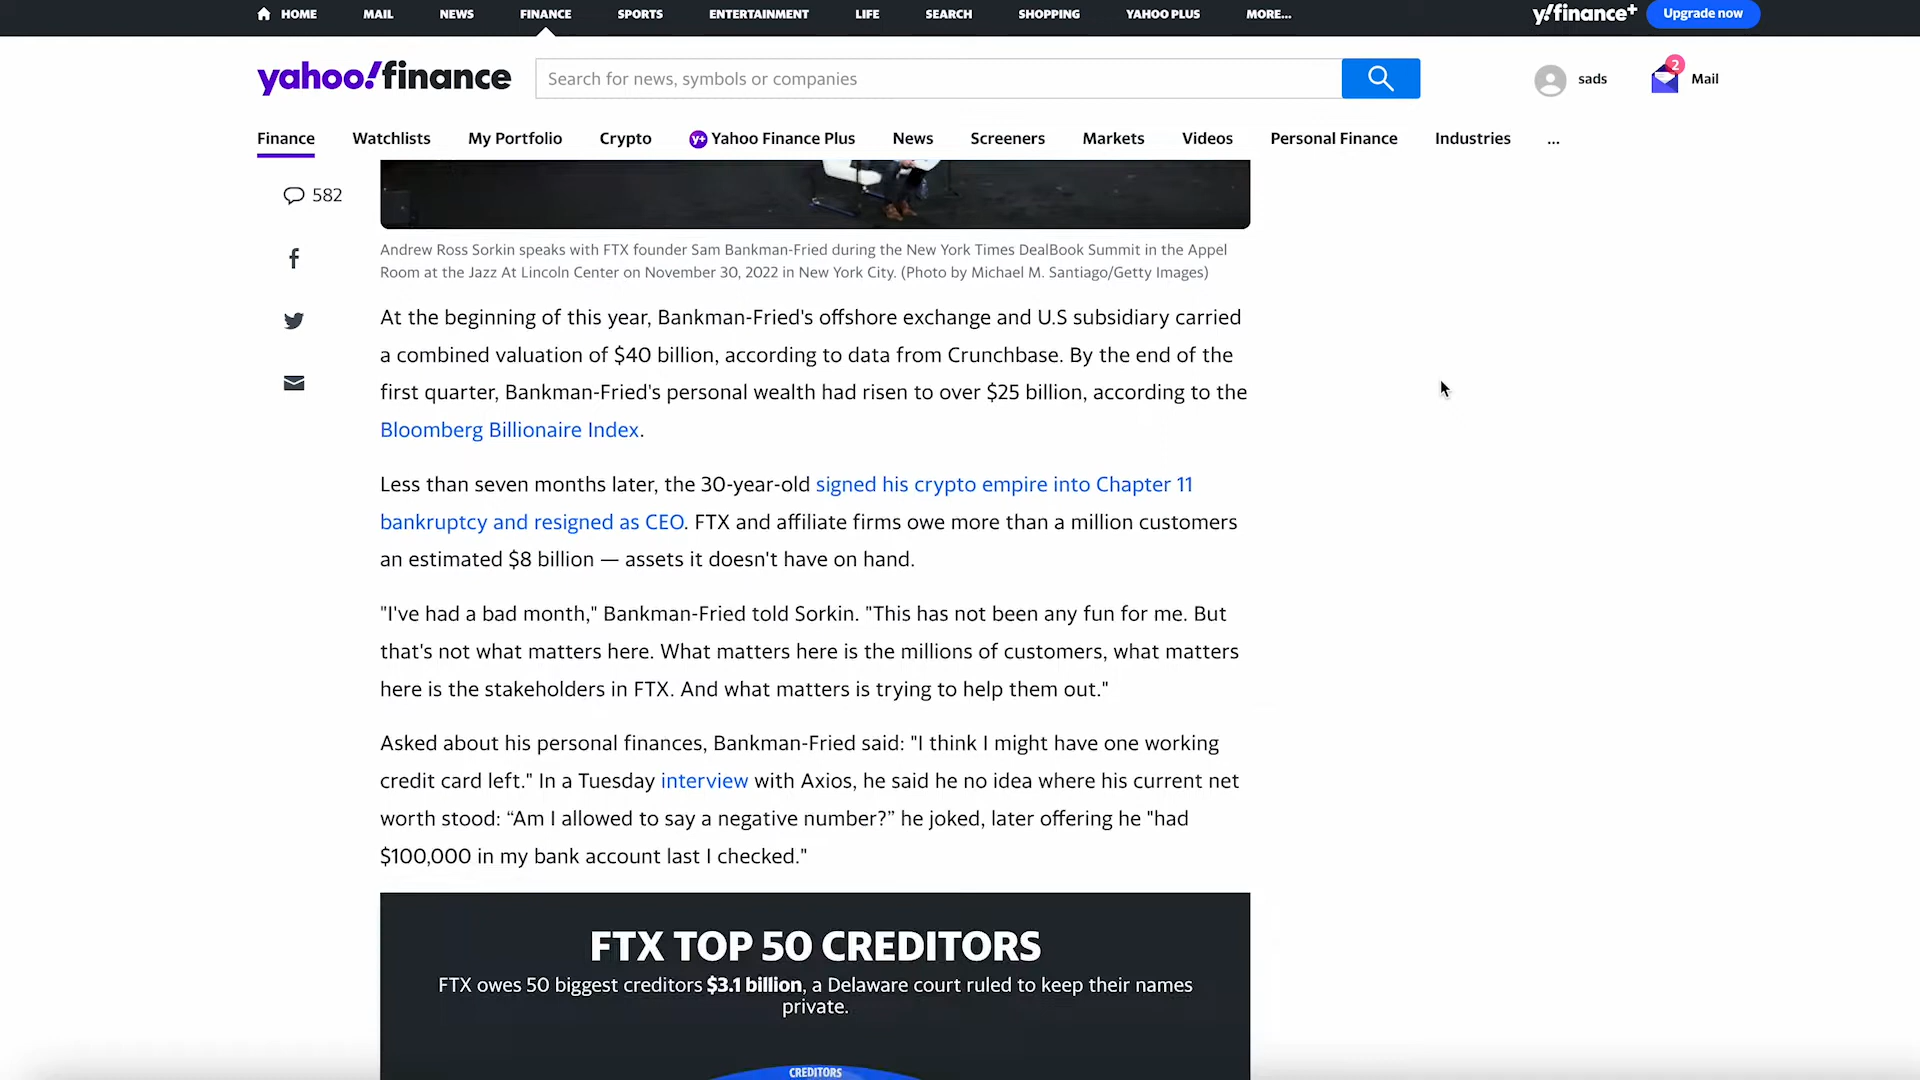 HOME MAIL NEWS FINANCE SPORTS ENTERTAINMENT LIFE SEARCH SHOPPING YAHOO PLUS MORE... y!finance+ Upgrade now
yahoo!finance Search for news, symbols or companies sads 2 Mail
Finance Watchlists My Portfolio Crypto y+ Yahoo Finance Plus News Screeners Markets Videos Personal Finance Industries ...
582
Andrew Ross Sorkin speaks with FTX founder Sam Bankman-Fried during the New York Times DealBook Summit in the Appel
Room at the Jazz At Lincoln Center on November 30, 2022 in New York City. (Photo by Michael M. Santiago/Getty Images)
At the beginning of this year, Bankman-Fried's offshore exchange and U.S subsidiary carried
a combined valuation of $40 billion, according to data from Crunchbase. By the end of the
first quarter, Bankman-Fried's personal wealth had risen to over $25 billion, according to the
Bloomberg Billionaire Index.
Less than seven months later, the 30-year-old signed his crypto empire into Chapter 11
bankruptcy and resigned as CEO. FTX and affiliate firms owe more than a million customers
an estimated $8 billion — assets it doesn't have on hand.
"I've had a bad month," Bankman-Fried told Sorkin. "This has not been any fun for me. But
that's not what matters here. What matters here is the millions of customers, what matters
here is the stakeholders in FTX. And what matters is trying to help them out."
Asked about his personal finances, Bankman-Fried said: "I think I might have one working
credit card left." In a Tuesday interview with Axios, he said he no idea where his current net
worth stood: “Am I allowed to say a negative number?” he joked, later offering he "had
$100,000 in my bank account last I checked."
FTX TOP 50 CREDITORS
FTX owes 50 biggest creditors $3.1 billion, a Delaware court ruled to keep their names
private.
CREDITORS